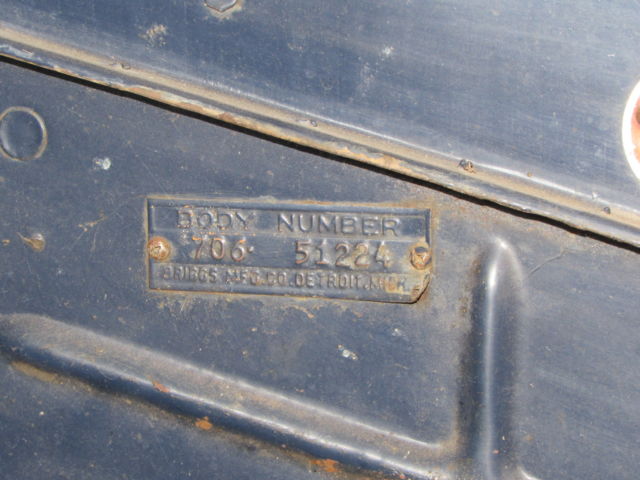 BODY NUMBER
706 51224
BRIGGS MFG.CO.DETROIT.MICH.